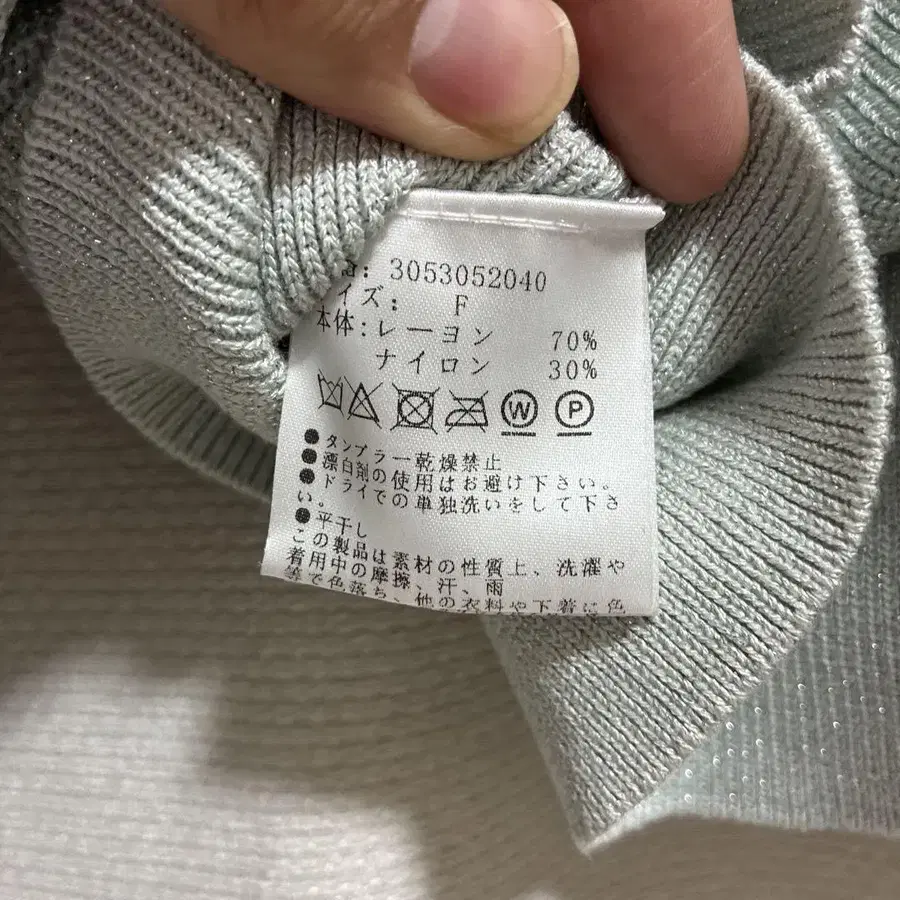 : 3053052040
イズ: F
本体:レーヨン 70%
ナイロン 30%
W P
●タンブラー乾燥禁止
●漂白剤の使用はお避け下さい。
●ドライでの単独洗いをして下さ
い。
●平干し
この製品は素材の性質上、洗濯や
着用中の摩擦、汗、雨
等で色落ち、他の衣料や下着に色